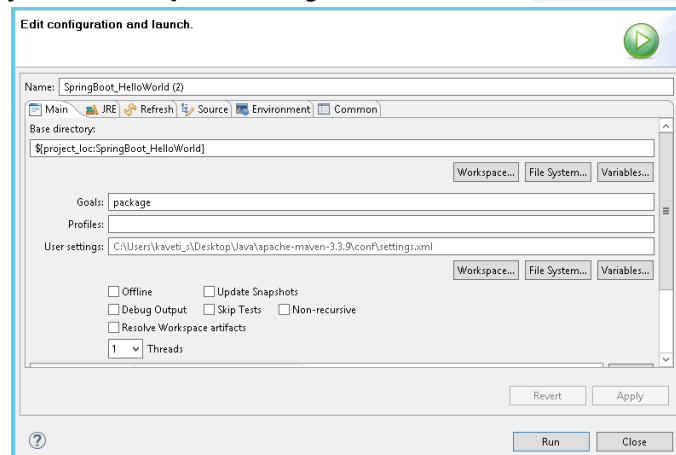 Edit configuration and launch.
Name: SpringBoot_HelloWorld (2)
Main JRE Refresh Source Environment Common
Base directory:
${project_loc:SpringBoot_HelloWorld}
Workspace... File System... Variables...
Goals: package
Profiles:
User settings: C:\Users\kaveti_s\Desktop\Java\apache-maven-3.3.9\conf\settings.xml
Workspace... File System... Variables...
Offline Update Snapshots
Debug Output Skip Tests Non-recursive
Resolve Workspace artifacts
1 Threads
Revert Apply
? Run Close